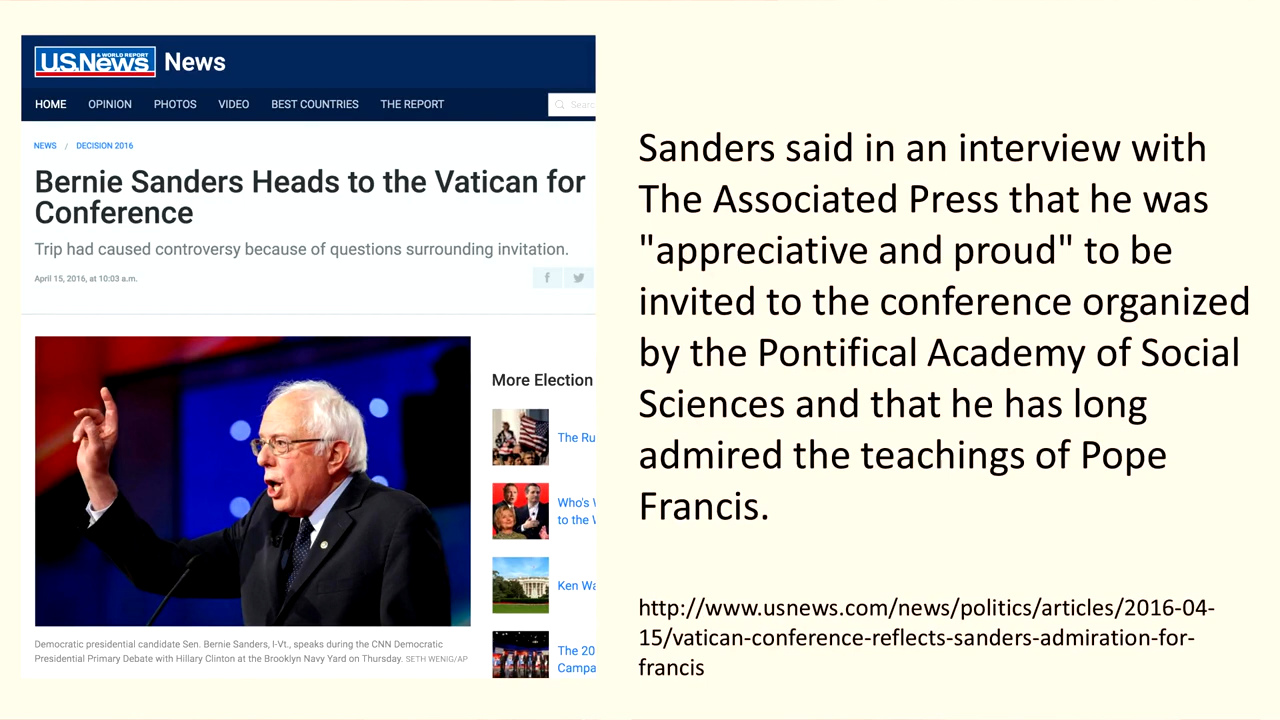 U.S.News & WORLD REPORT News
HOME OPINION PHOTOS VIDEO BEST COUNTRIES THE REPORT
NEWS / DECISION 2016
Bernie Sanders Heads to the Vatican for
Conference
Trip had caused controversy because of questions surrounding invitation.
April 15, 2016, at 10:03 a.m.
More Election
The Ru
Who's
to the
Ken Wa
The 20
Campa
Democratic presidential candidate Sen. Bernie Sanders, I-Vt., speaks during the CNN Democratic
Presidential Primary Debate with Hillary Clinton at the Brooklyn Navy Yard on Thursday. SETH WENIG/AP
Sanders said in an interview with
The Associated Press that he was
"appreciative and proud" to be
invited to the conference organized
by the Pontifical Academy of Social
Sciences and that he has long
admired the teachings of Pope
Francis.
http://www.usnews.com/news/politics/articles/2016-04-
15/vatican-conference-reflects-sanders-admiration-for-
francis